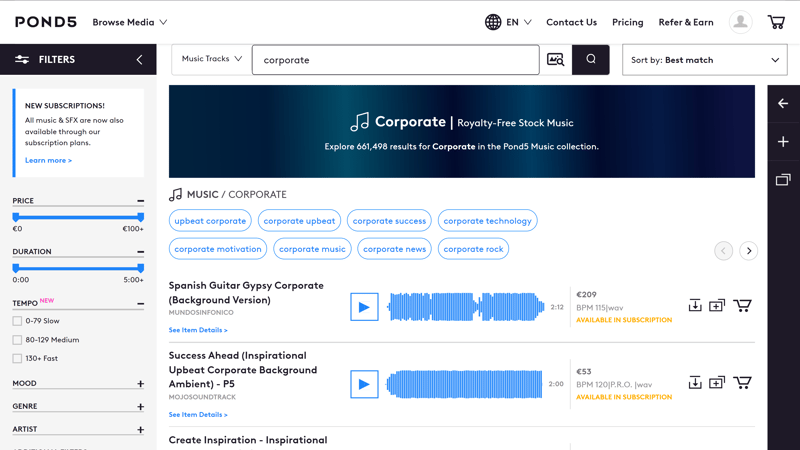 POND5
Browse Media
EN
Contact Us
Pricing
Refer & Earn
FILTERS
Music Tracks
corporate
Sort by: Best match
NEW SUBSCRIPTIONS!
All music & SFX are now
also available through our
subscription plans.
Learn more >
PRICE
€0
€100+
DURATION
0:00
5:00+
TEMPO NEW
0-79 Slow
80-129 Medium
130+ Fast
MOOD
GENRE
ARTIST
Corporate | Royalty-Free Stock Music
Explore 661,498 results for Corporate in the Pond5 Music collection.
MUSIC / CORPORATE
upbeat corporate
corporate upbeat
corporate success
corporate technology
corporate motivation
corporate music
corporate news
corporate rock
Spanish Guitar Gypsy Corporate
(Background Version)
MUNDOSINFONICO
See Item Details >
2:12
€209
BPM 115|wav
AVAILABLE IN SUBSCRIPTION
Success Ahead (Inspirational
Upbeat Corporate Background
Ambient) - P5
MOJOSOUNDTRACK
See Item Details >
2:00
€53
BPM 120|P.R.O. |wav
AVAILABLE IN SUBSCRIPTION
Create Inspiration - Inspirational